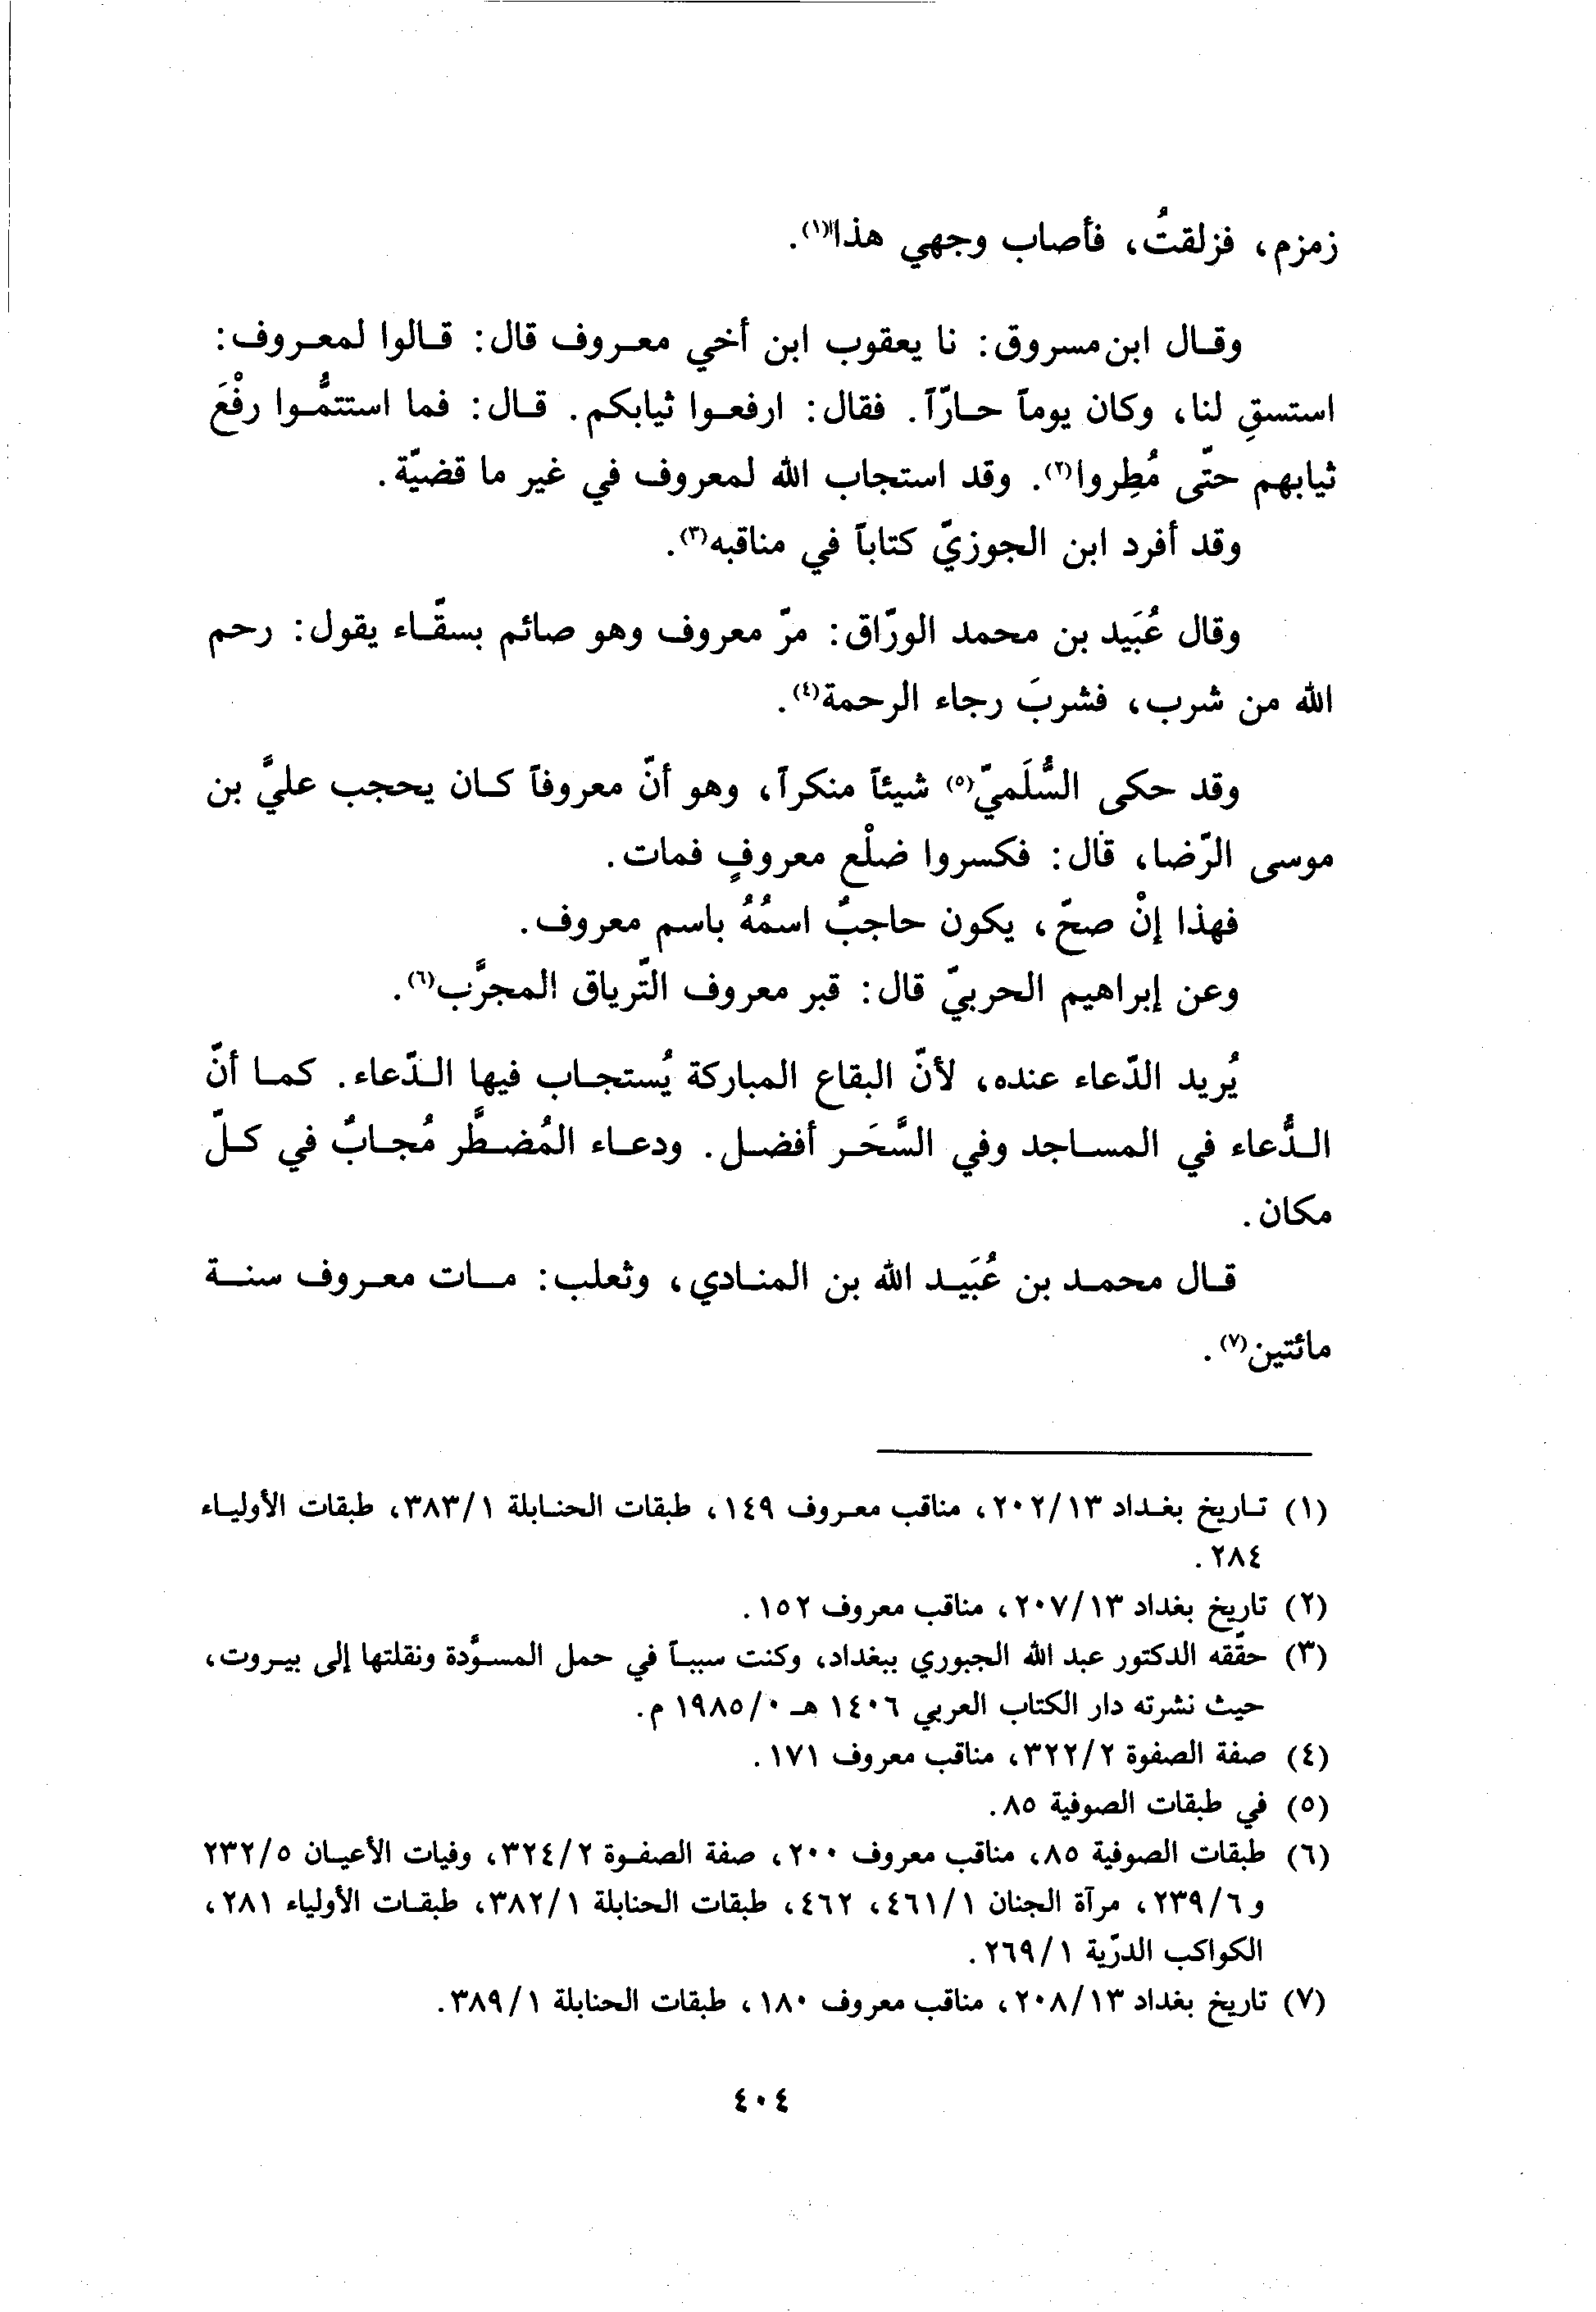 زمزم، فزلقتُ، فأصاب وجهي هذا(١).
وقال ابن مسروق: نا يعقوب ابن أخي معروف قال: قالوا لمعروف:
استسقِ لنا، وكان يوماً حارّاً. فقال: ارفعوا ثيابكم. قال: فما استتمُّوا رفْعَ
ثيابهم حتّى مُطِروا(٢). وقد استجاب الله لمعروف في غير ما قضيّة.
وقد أفرد ابن الجوزيّ كتاباً في مناقبه(٣).
وقال عُبَيد بن محمد الورّاق: مرّ معروف وهو صائم بسقّاء يقول: رحم
الله من شرب، فشربَ رجاء الرحمة(٤).
وقد حكى السُّلَميّ(٥) شيئاً منكراً، وهو أنّ معروفاً كان يحجب عليَّ بن
موسى الرّضا، قال: فكسروا ضلْع معروفٍ فمات.
فهذا إنْ صحّ، يكون حاجبٌ اسمُهُ باسم معروف.
وعن إبراهيم الحربيّ قال: قبر معروف التّرياق المجرَّب(٦).
يُريد الدّعاء عنده، لأنّ البقاع المباركة يُستجاب فيها الدّعاء. كما أنّ
الدُّعاء في المساجد وفي السَّحَر أفضل. ودعاء المُضطَّر مُجابٌ في كلّ
مكان.
قال محمد بن عُبَيد الله بن المنادي، وثعلب: مات معروف سنة
مائتين(٧).
(١) تاريخ بغداد ٢٠٢/١٣، مناقب معروف ١٤٩، طبقات الحنابلة ٣٨٣/١، طبقات الأولياء
٢٨٤.
(٢) تاريخ بغداد ٢٠٧/١٣، مناقب معروف ١٥٢.
(٣) حقّقه الدكتور عبد الله الجبوري ببغداد، وكنت سبباً في حمل المسوَّدة ونقلتها إلى بيروت،
حيث نشرته دار الكتاب العربي ١٤٠٦ هـ ٠/١٩٨٥ م.
(٤) صفة الصفوة ٣٢٢/٢، مناقب معروف ١٧١.
(٥) في طبقات الصوفية ٨٥.
(٦) طبقات الصوفية ٨٥، مناقب معروف ٢٠٠، صفة الصفوة ٣٢٤/٢، وفيات الأعيان ٢٣٢/٥
و ٢٣٩/٦، مرآة الجنان ٤٦١/١، ٤٦٢، طبقات الحنابلة ٣٨٢/١، طبقات الأولياء ٢٨١،
الكواكب الدرّية ٢٦٩/١.
(٧) تاريخ بغداد ٢٠٨/١٣، مناقب معروف ١٨٠، طبقات الحنابلة ٣٨٩/١.
٤٠٤